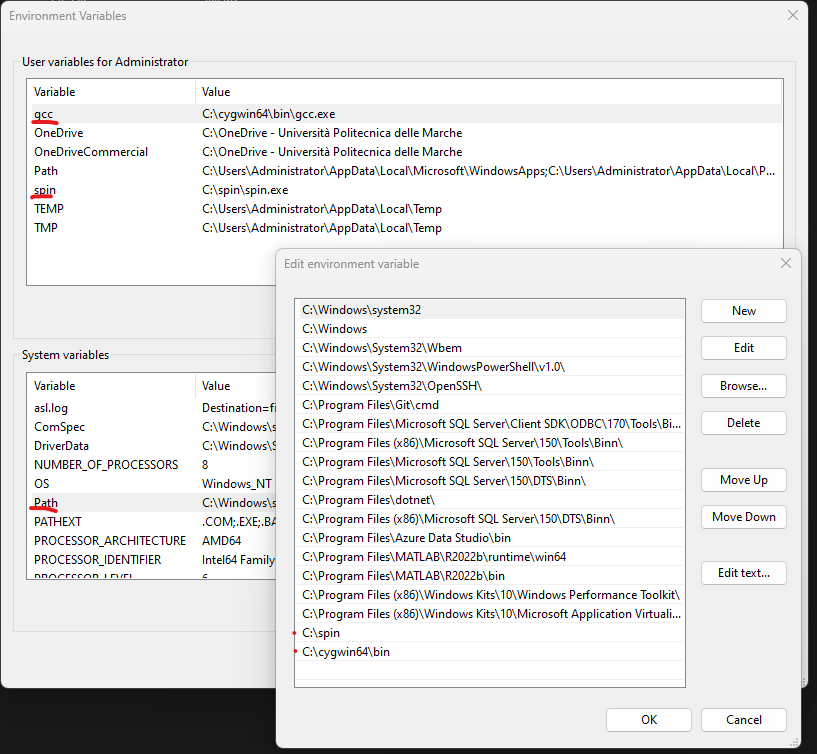 Environment Variables
User variables for Administrator
Variable Value
gcc C:\cygwin64\bin\gcc.exe
OneDrive C:\OneDrive - Università Politecnica delle Marche
OneDriveCommercial C:\OneDrive - Università Politecnica delle Marche
Path C:\Users\Administrator\AppData\Local\Microsoft\WindowsApps;C:\Users\Administrator\AppData\Local\P...
spin C:\spin\spin.exe
TEMP C:\Users\Administrator\AppData\Local\Temp
TMP C:\Users\Administrator\AppData\Local\Temp
System variables
Variable Value
asl.log Destination=fi
ComSpec C:\Windows\s
DriverData C:\Windows\S
NUMBER_OF_PROCESSORS 8
OS Windows_NT
Path C:\Windows\s
PATHEXT .COM;.EXE;.BA
PROCESSOR_ARCHITECTURE AMD64
PROCESSOR_IDENTIFIER Intel64 Family
PROCESSOR_LEVEL 6
Edit environment variable
C:\Windows\system32
C:\Windows
C:\Windows\System32\Wbem
C:\Windows\System32\WindowsPowerShell\v1.0\
C:\Windows\System32\OpenSSH\
C:\Program Files\Git\cmd
C:\Program Files\Microsoft SQL Server\Client SDK\ODBC\170\Tools\Bi...
C:\Program Files (x86)\Microsoft SQL Server\150\Tools\Binn\
C:\Program Files\Microsoft SQL Server\150\Tools\Binn\
C:\Program Files\Microsoft SQL Server\150\DTS\Binn\
C:\Program Files\dotnet\
C:\Program Files (x86)\Microsoft SQL Server\150\DTS\Binn\
C:\Program Files\Azure Data Studio\bin
C:\Program Files\MATLAB\R2022b\runtime\win64
C:\Program Files\MATLAB\R2022b\bin
C:\Program Files (x86)\Windows Kits\10\Windows Performance Toolkit\
C:\Program Files (x86)\Windows Kits\10\Microsoft Application Virtuali...
C:\spin
C:\cygwin64\bin
New
Edit
Browse...
Delete
Move Up
Move Down
Edit text...
OK
Cancel